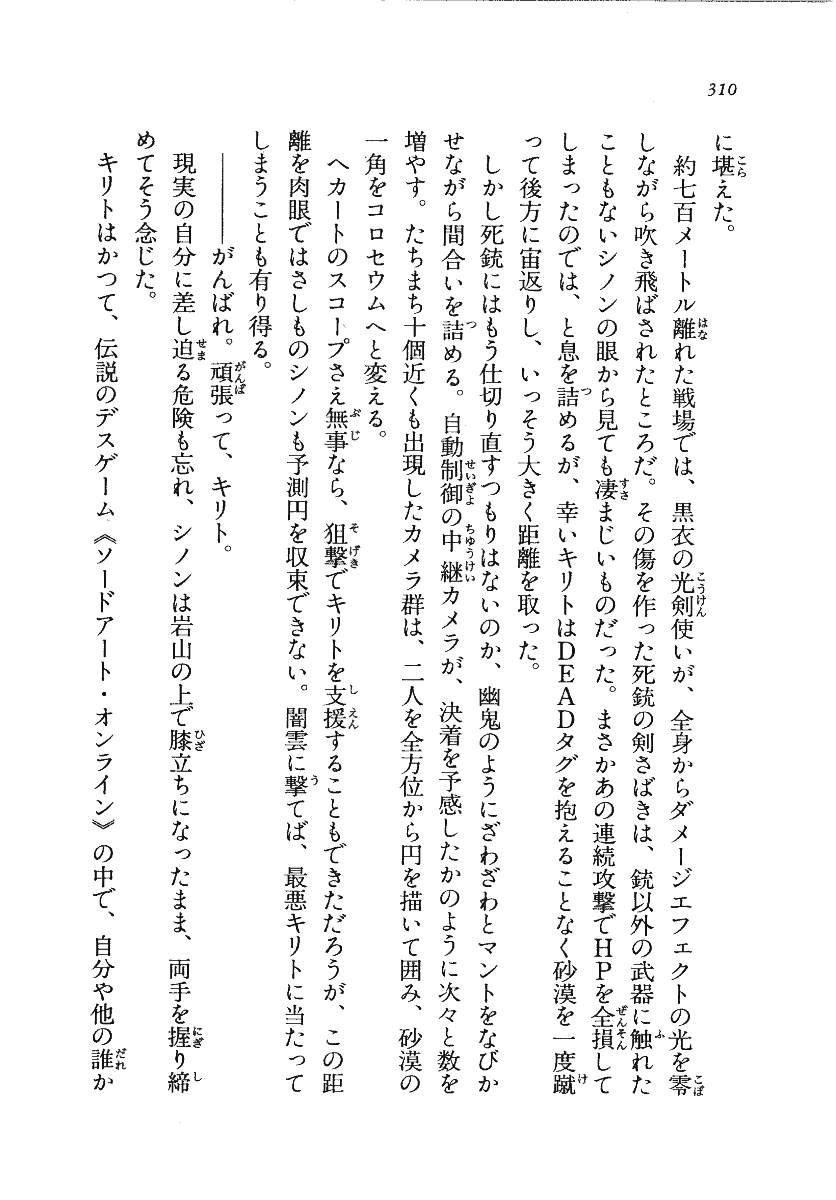 310
に堪えた。
約七百メートル離れた戦場では、黒衣の光剣使いが、全身からダメージエフェクトの光を零
しながら吹き飛ばされたところだ。その傷を作った死銃の剣さばきは、銃以外の武器に触れた
こともないシノンの眼から見ても凄まじいものだった。まさかあの連続攻撃でHPを全損して
しまったのでは、と息を詰めるが、幸いキリトはDEADタグを抱えることなく砂漠を一度蹴
って後方に宙返りし、いっそう大きく距離を取った。
しかし死銃にはもう仕切り直すつもりはないのか、幽鬼のようにざわざわとマントをなびか
せながら間合いを詰める。自動制御の中継カメラが、決着を予感したかのように次々と数を
増やす。たちまち十個近くも出現したカメラ群は、二人を全方位から円を描いて囲み、砂漠の
一角をコロセウムへと変える。
ヘカートのスコープさえ無事なら、狙撃でキリトを支援することもできただろうが、この距
離を肉眼ではさしものシノンも予測円を収束できない。闇雲に撃てば、最悪キリトに当たって
しまうことも有り得る。
――――がんばれ。頑張って、キリト。
現実の自分に差し迫る危険も忘れ、シノンは岩山の上で膝立ちになったまま、両手を握り締
めてそう念じた。
キリトはかつて、伝説のデスゲーム《ソードアート・オンライン》の中で、自分や他の誰か